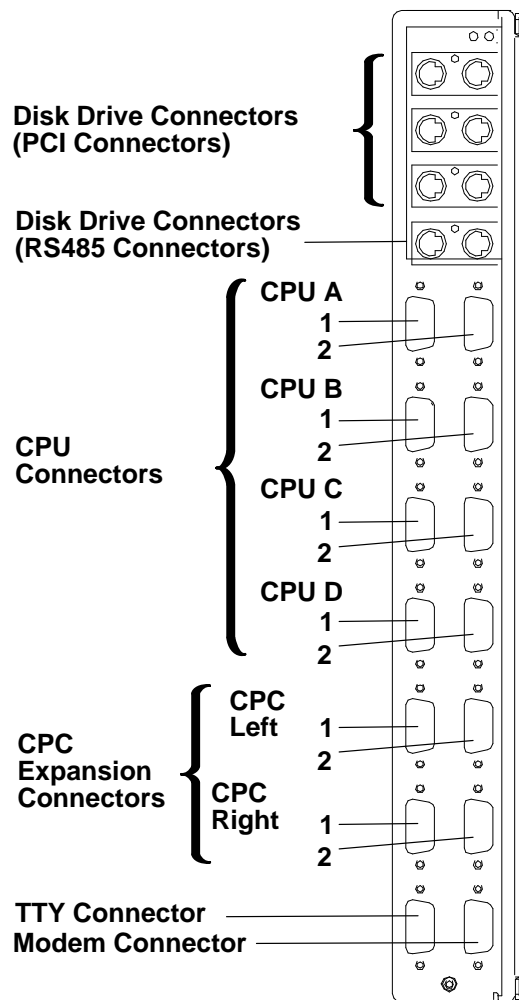 Disk Drive Connectors
(PCI Connectors)
Disk Drive Connectors
(RS485 Connectors)
CPU A
1
2
CPU B
1
2
CPU
Connectors
CPU C
1
2
CPU D
1
2
CPC
Expansion
Connectors
CPC
Left
1
2
CPC
Right
1
2
TTY Connector
Modem Connector